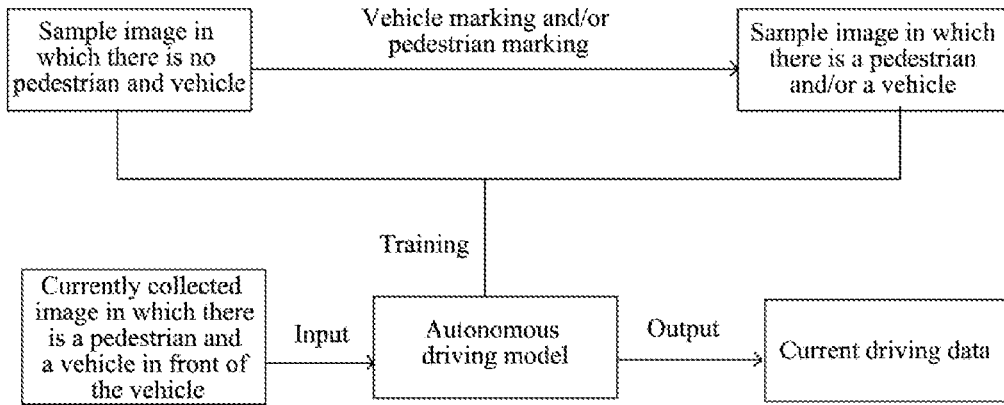 Sample image in
which there is no
pedestrian and vehicle
Vehicle marking and/or
pedestrian marking
Sample image in which
there is a pedestrian
and/or a vehicle
Training
Currently collected
image in which there
is a pedestrian and
a vehicle in front of
the vehicle
Input
Autonomous
driving model
Output
Current driving data